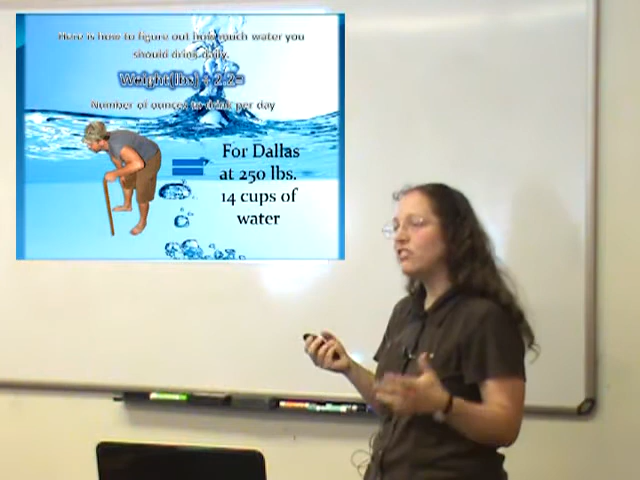 Here is how to figure out how much water you
should drink daily.
Weight(lbs) ÷ 2.2=
Number of ounces to drink per day
For Dallas
at 250 lbs.
14 cups of
water